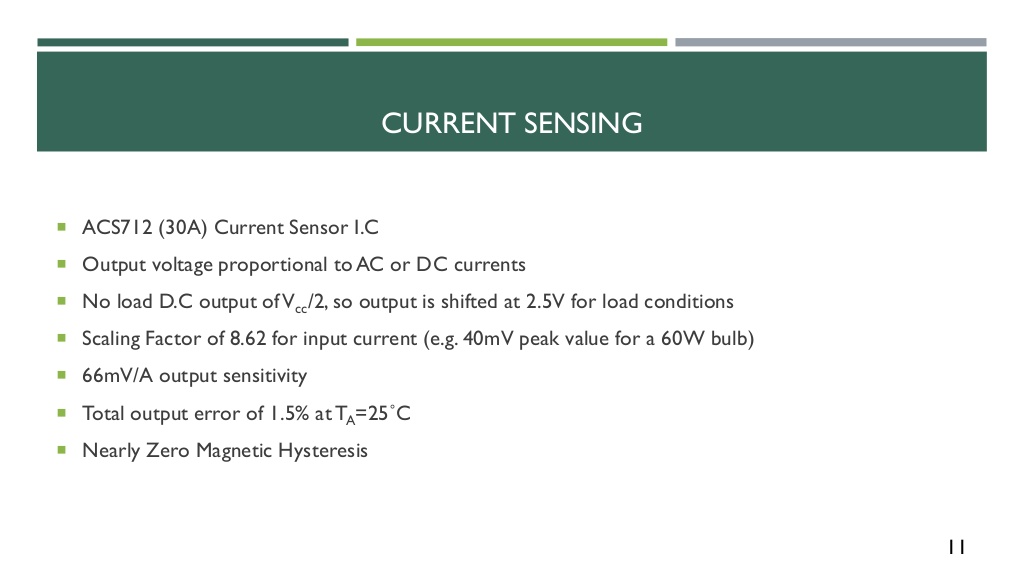 CURRENT SENSING
ACS712 (30A) Current Sensor I.C
Output voltage proportional to AC or DC currents
No load D.C output of Vcc/2, so output is shifted at 2.5V for load conditions
Scaling Factor of 8.62 for input current (e.g. 40mV peak value for a 60W bulb)
66mV/A output sensitivity
Total output error of 1.5% at TA=25°C
Nearly Zero Magnetic Hysteresis
11